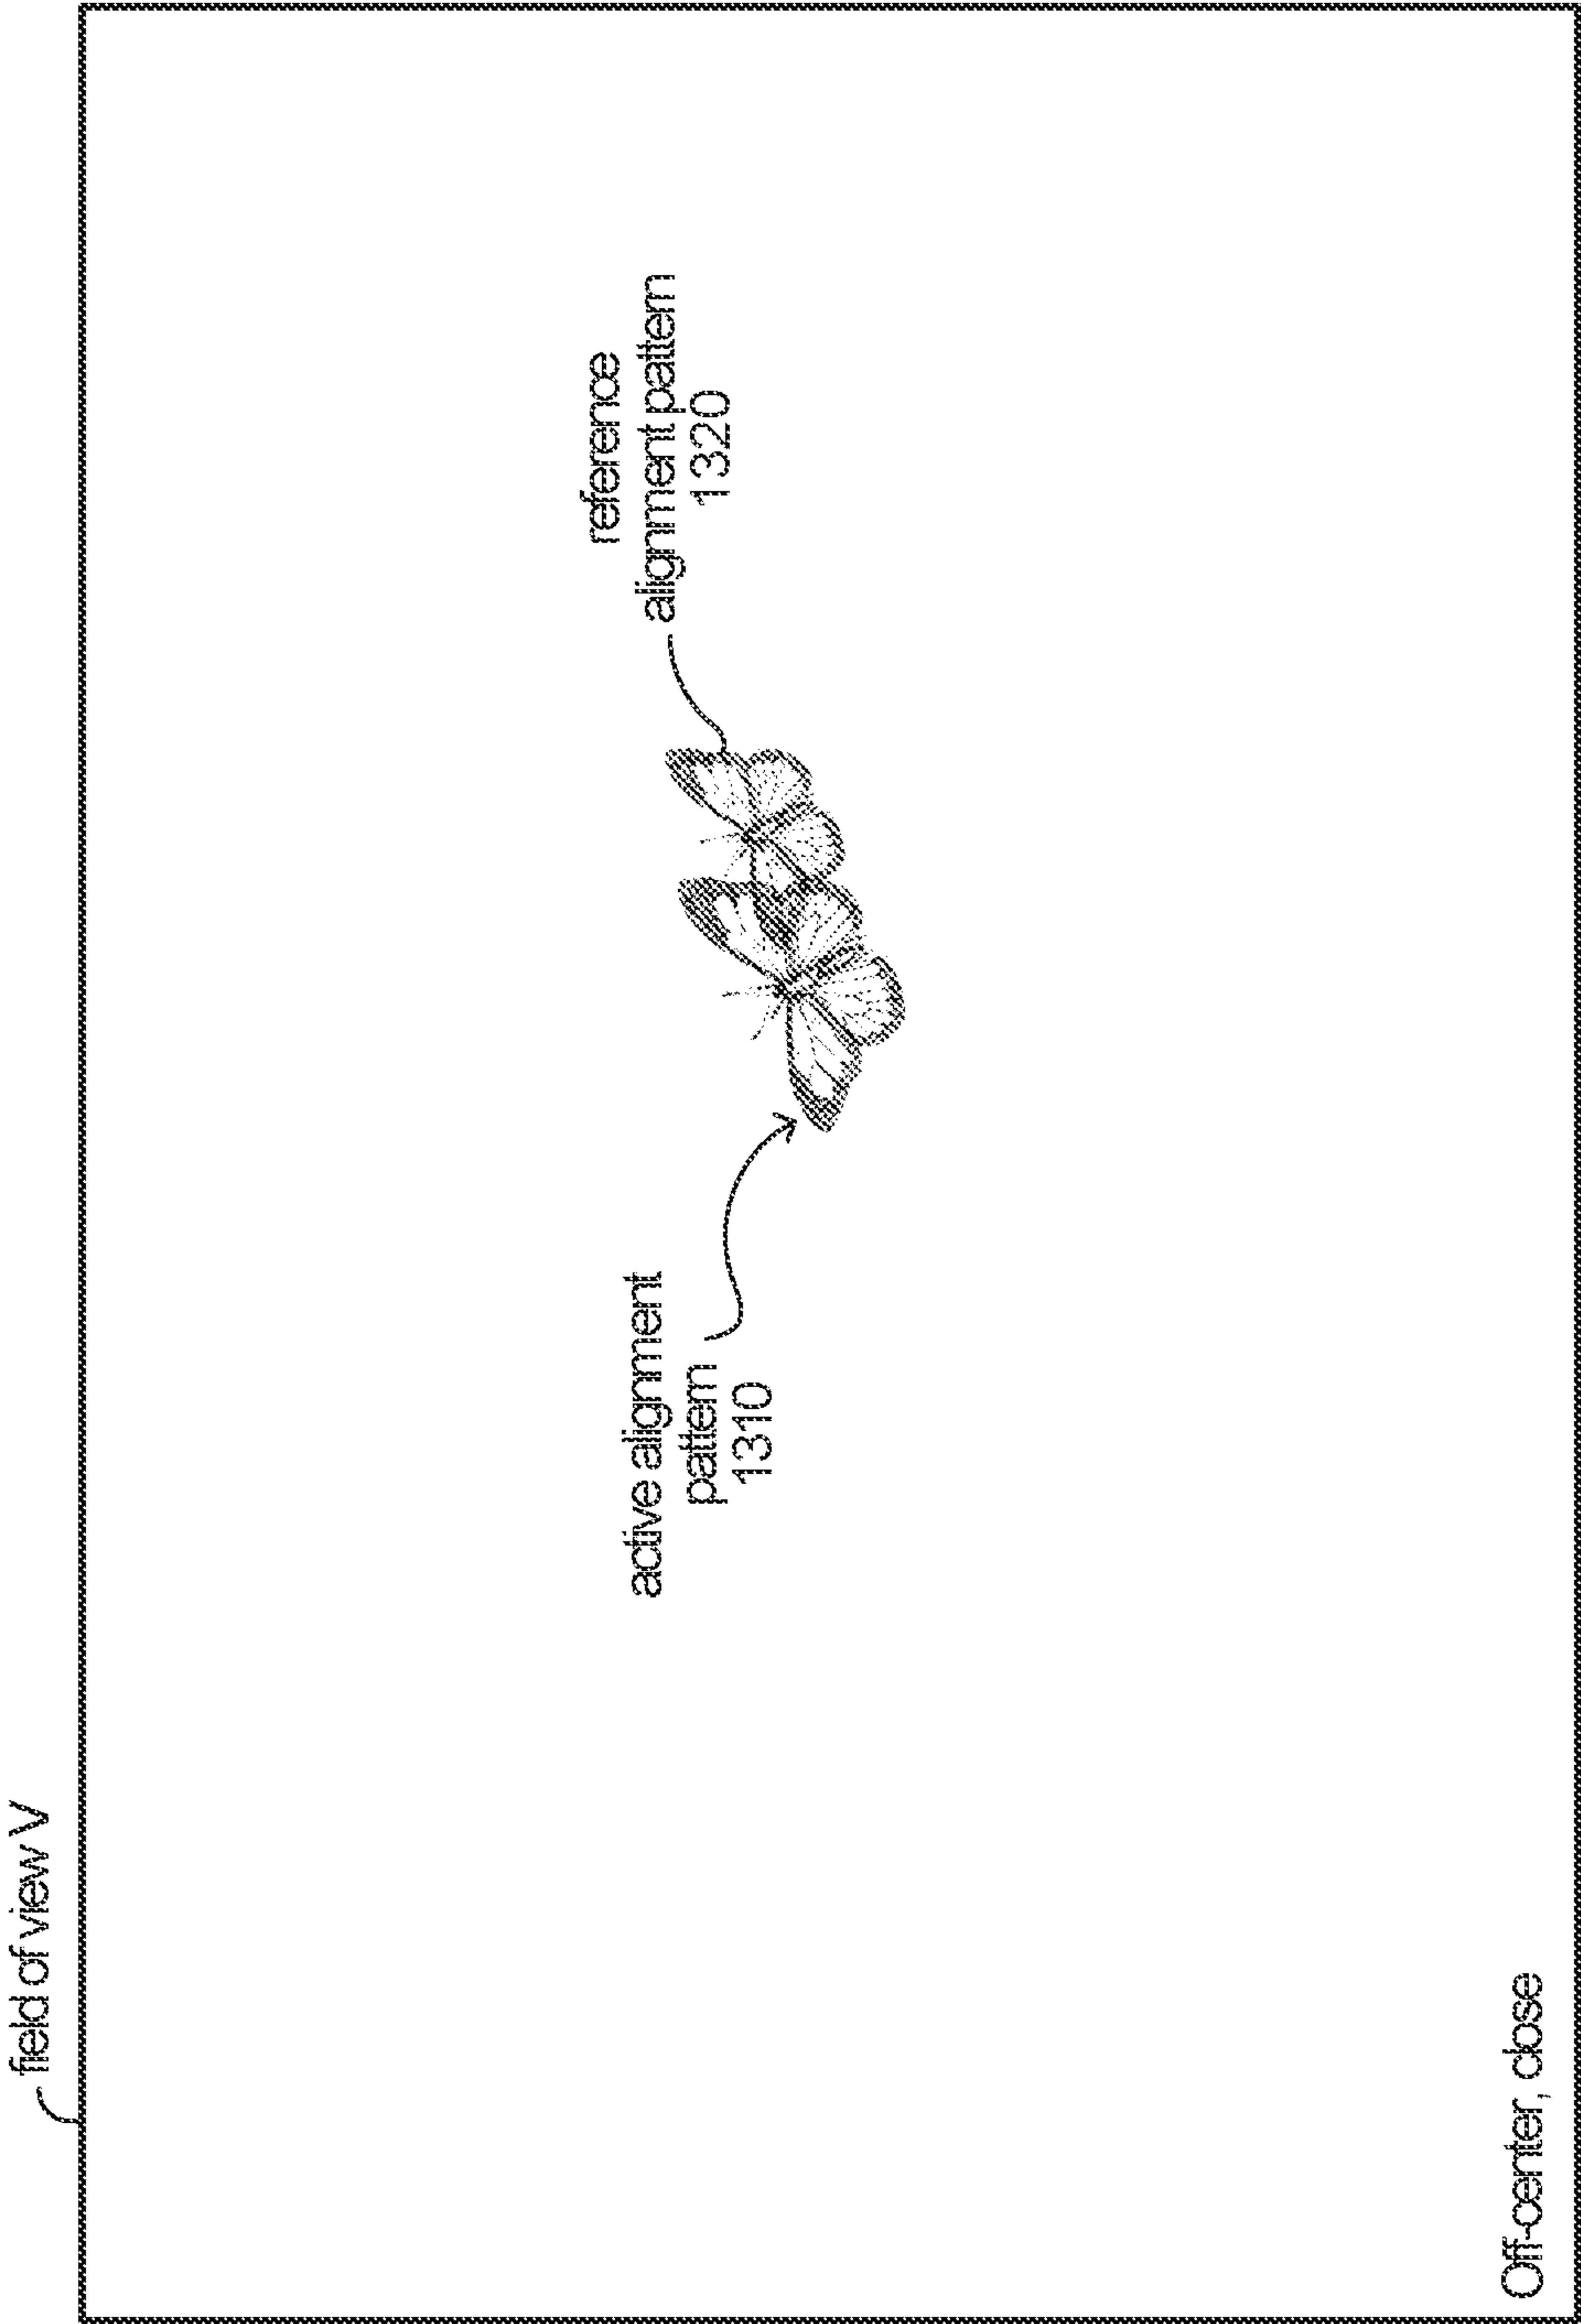 field of view V
reference
alignment pattern
1320
active alignment
pattern
1310
Off-center, close